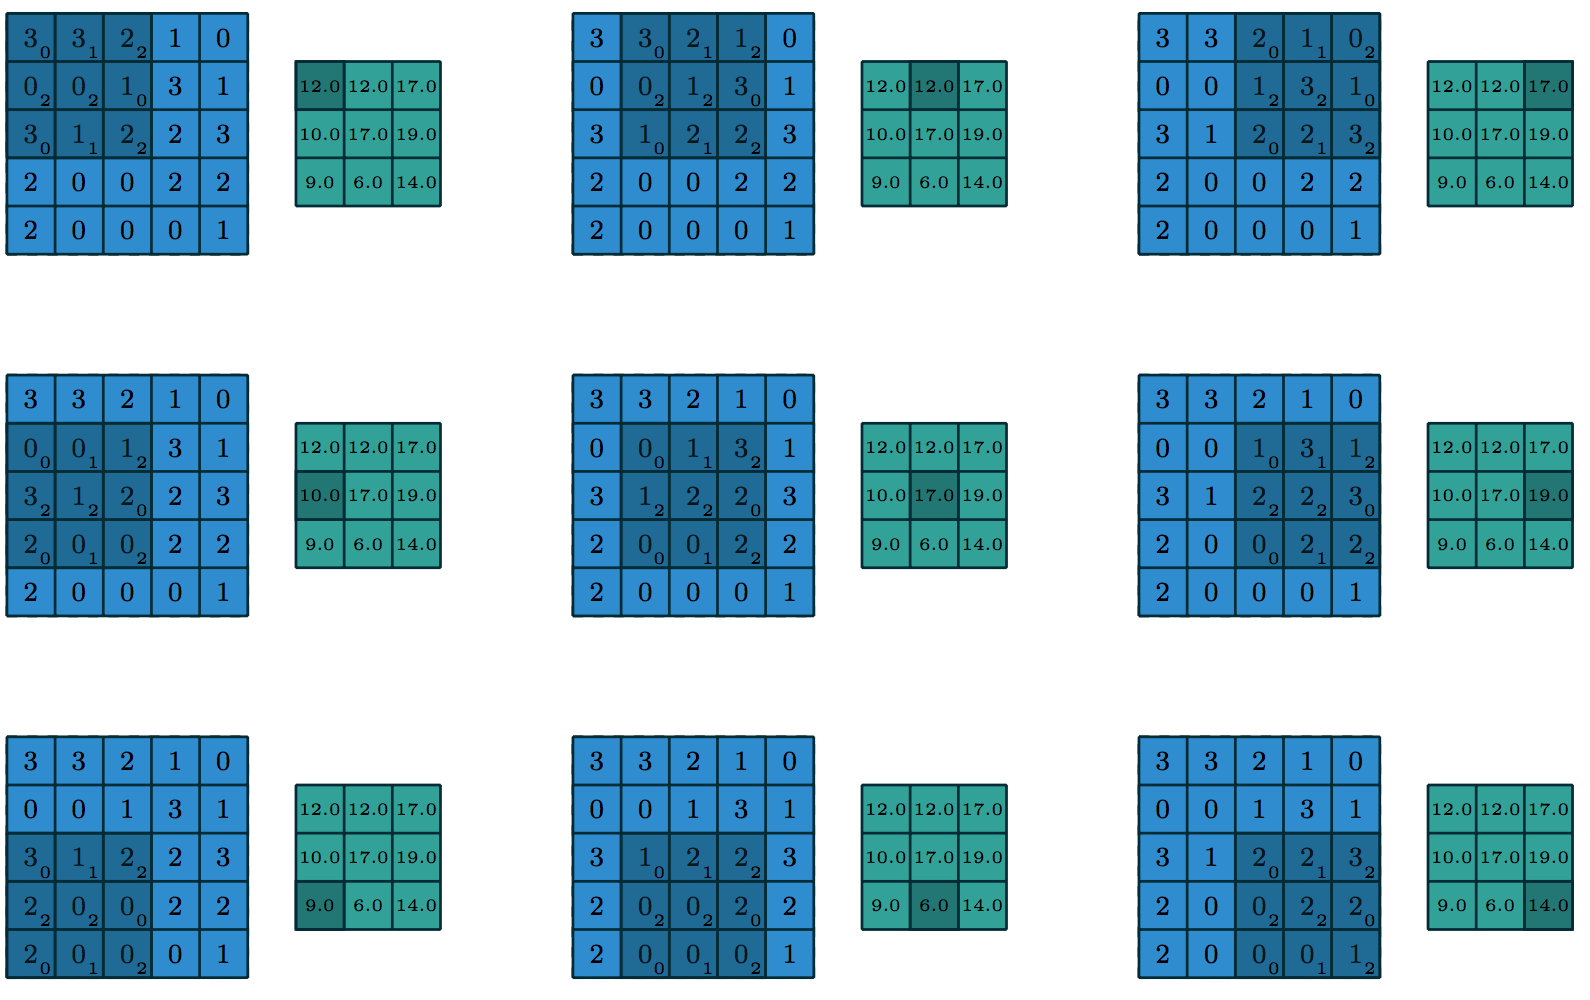 3₀ 3₁ 2₂ 1 0 3 3₀ 2₁ 1₂ 0 3 3 2₀ 1₁ 0₂
0₂ 0₂ 1₀ 3 1 12.0 12.0 17.0 0 0₂ 1₂ 3₀ 1 12.0 12.0 17.0 0 0 1₂ 3₂ 1₀ 12.0 12.0 17.0
3₀ 1₁ 2₂ 2 3 10.0 17.0 19.0 3 1₀ 2₁ 2₂ 3 10.0 17.0 19.0 3 1 2₀ 2₁ 3₂ 10.0 17.0 19.0
2 0 0 2 2 9.0 6.0 14.0 2 0 0 2 2 9.0 6.0 14.0 2 0 0 2 2 9.0 6.0 14.0
2 0 0 0 1 2 0 0 0 1 2 0 0 0 1
3 3 2 1 0 3 3 2 1 0 3 3 2 1 0
0₀ 0₁ 1₂ 3 1 12.0 12.0 17.0 0 0₀ 1₁ 3₂ 1 12.0 12.0 17.0 0 0 1₀ 3₁ 1₂ 12.0 12.0 17.0
3₂ 1₂ 2₀ 2 3 10.0 17.0 19.0 3 1₂ 2₂ 2₀ 3 10.0 17.0 19.0 3 1 2₂ 2₂ 3₀ 10.0 17.0 19.0
2₀ 0₁ 0₂ 2 2 9.0 6.0 14.0 2 0₀ 0₁ 2₂ 2 9.0 6.0 14.0 2 0 0₀ 2₁ 2₂ 9.0 6.0 14.0
2 0 0 0 1 2 0 0 0 1 2 0 0 0 1
3 3 2 1 0 3 3 2 1 0 3 3 2 1 0
0 0 1 3 1 12.0 12.0 17.0 0 0 1 3 1 12.0 12.0 17.0 0 0 1 3 1 12.0 12.0 17.0
3₀ 1₁ 2₂ 2 3 10.0 17.0 19.0 3 1₀ 2₁ 2₂ 3 10.0 17.0 19.0 3 1 2₀ 2₁ 3₂ 10.0 17.0 19.0
2₂ 0₂ 0₀ 2 2 9.0 6.0 14.0 2 0₂ 0₂ 2₀ 2 9.0 6.0 14.0 2 0 0₂ 2₂ 2₀ 9.0 6.0 14.0
2₀ 0₁ 0₂ 0 1 2 0₀ 0₁ 0₂ 1 2 0 0₀ 0₁ 1₂